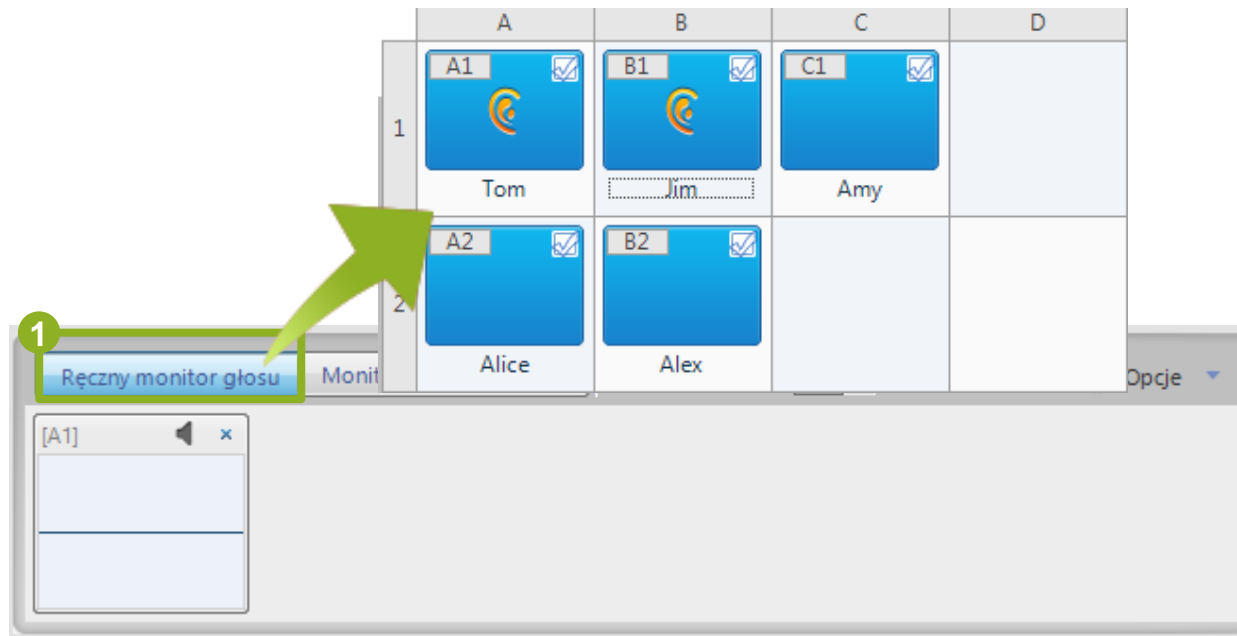 A B C D
A1 B1 C1
1
Tom Jim Amy
A2 B2
2
Alice Alex
1
Ręczny monitor głosu Monit Opcje
[A1] ×